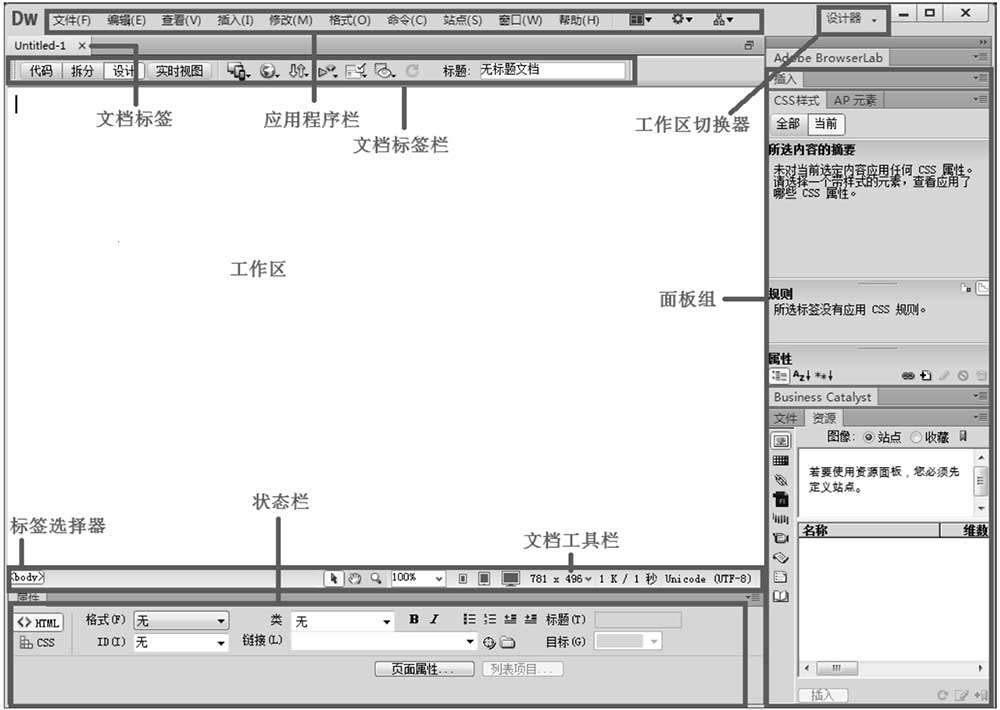 Dw 文件(F) 编辑(E) 查看(V) 插入(I) 修改(M) 格式(O) 命令(C) 站点(S) 窗口(W) 帮助(H) 设计器
Untitled-1 ×
代码 拆分 设计 实时视图 标题: 无标题文档
文档标签
应用程序栏
文档标签栏
工作区切换器
工作区
面板组
Adobe BrowserLab
插入
CSS样式 AP 元素
全部 当前
所选内容的摘要
未对当前选定内容应用任何 CSS 属性。
请选择一个带样式的元素，查看应用了
哪些 CSS 属性。
规则
所选标签没有应用 CSS 规则。
属性
Business Catalyst
文件 资源
图像: 站点 收藏
若要使用资源面板，您必须先
定义站点。
名称 维数
插入
状态栏
标签选择器
文档工具栏
<body> 100% 781 x 496 1 K / 1 秒 Unicode (UTF-8)
属性
<> HTML 格式(F) 无 类 无 B I 标题(T)
CSS ID(I) 无 链接(L) 目标(G)
页面属性... 列表项目...